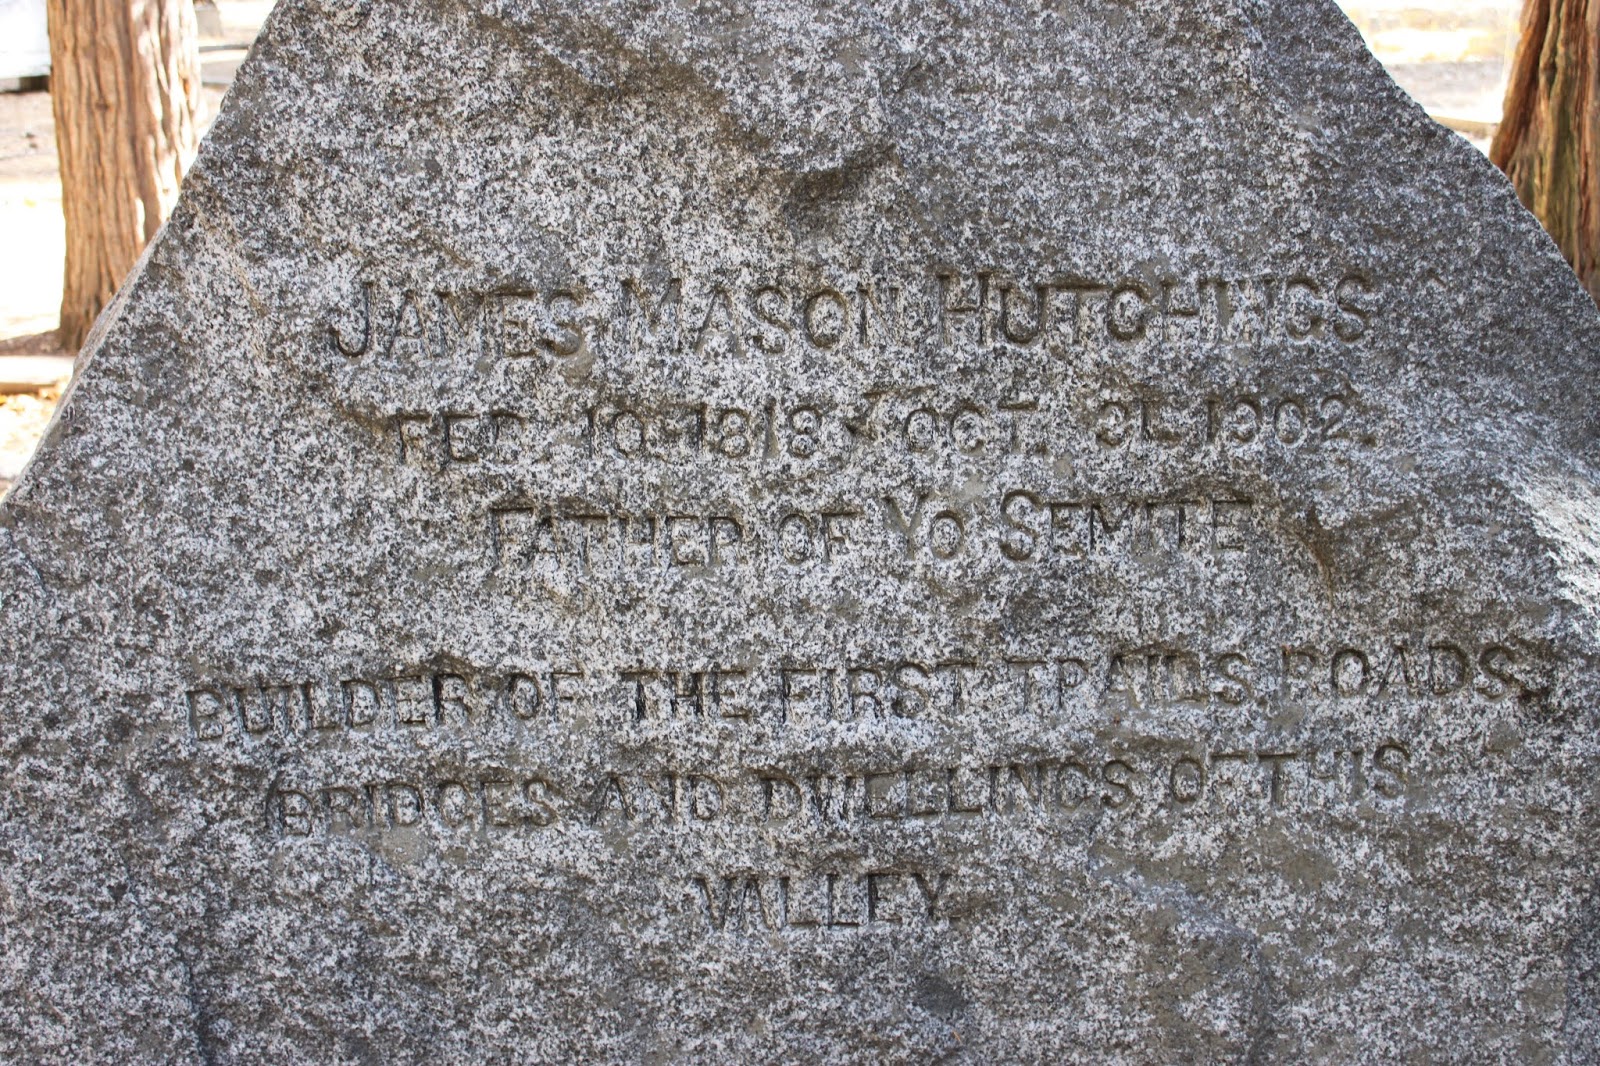 JAMES MASON HUTCHINGS
FEB. 10. 1818 OCT. 31. 1902.
FATHER OF YO SEMITE
BUILDER OF THE FIRST TRAILS, ROADS,
BRIDGES AND DWELLINGS OF THIS
VALLEY.